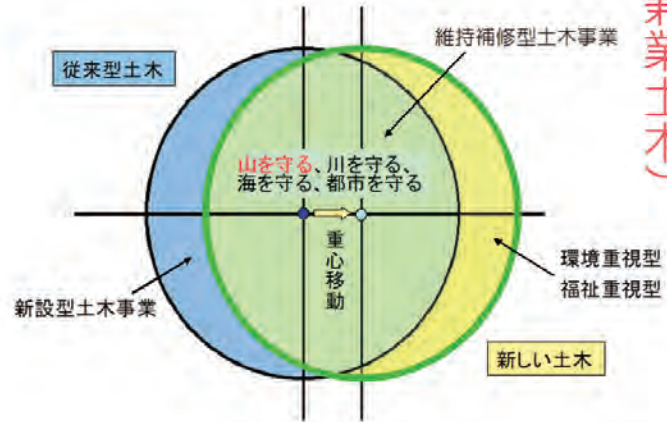 従来型土木
維持補修型土木事業
業土木）
山を守る、川を守る、
海を守る、都市を守る
重心移動
新設型土木事業
環境重視型
福祉重視型
新しい土木